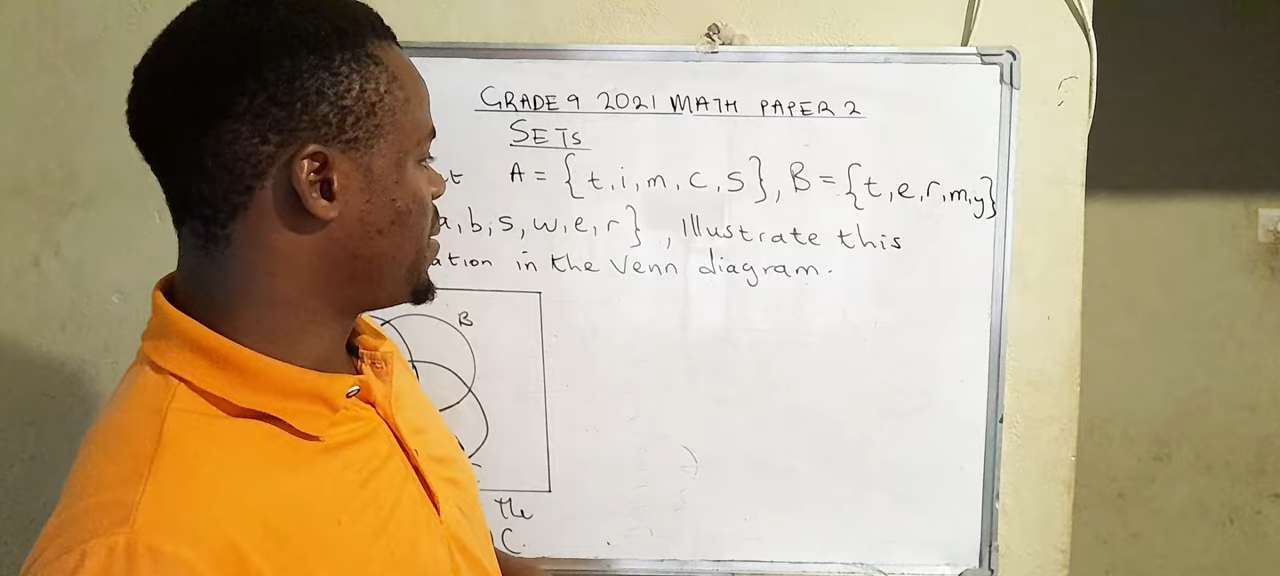 GRADE 9 2021 MATH PAPER 2
SETS
A = {t,i,m,c,s}, B = {t,e,r,m,y}
a,b,s,w,e,r}, Illustrate this
ation in the Venn diagram.
B
The
C.